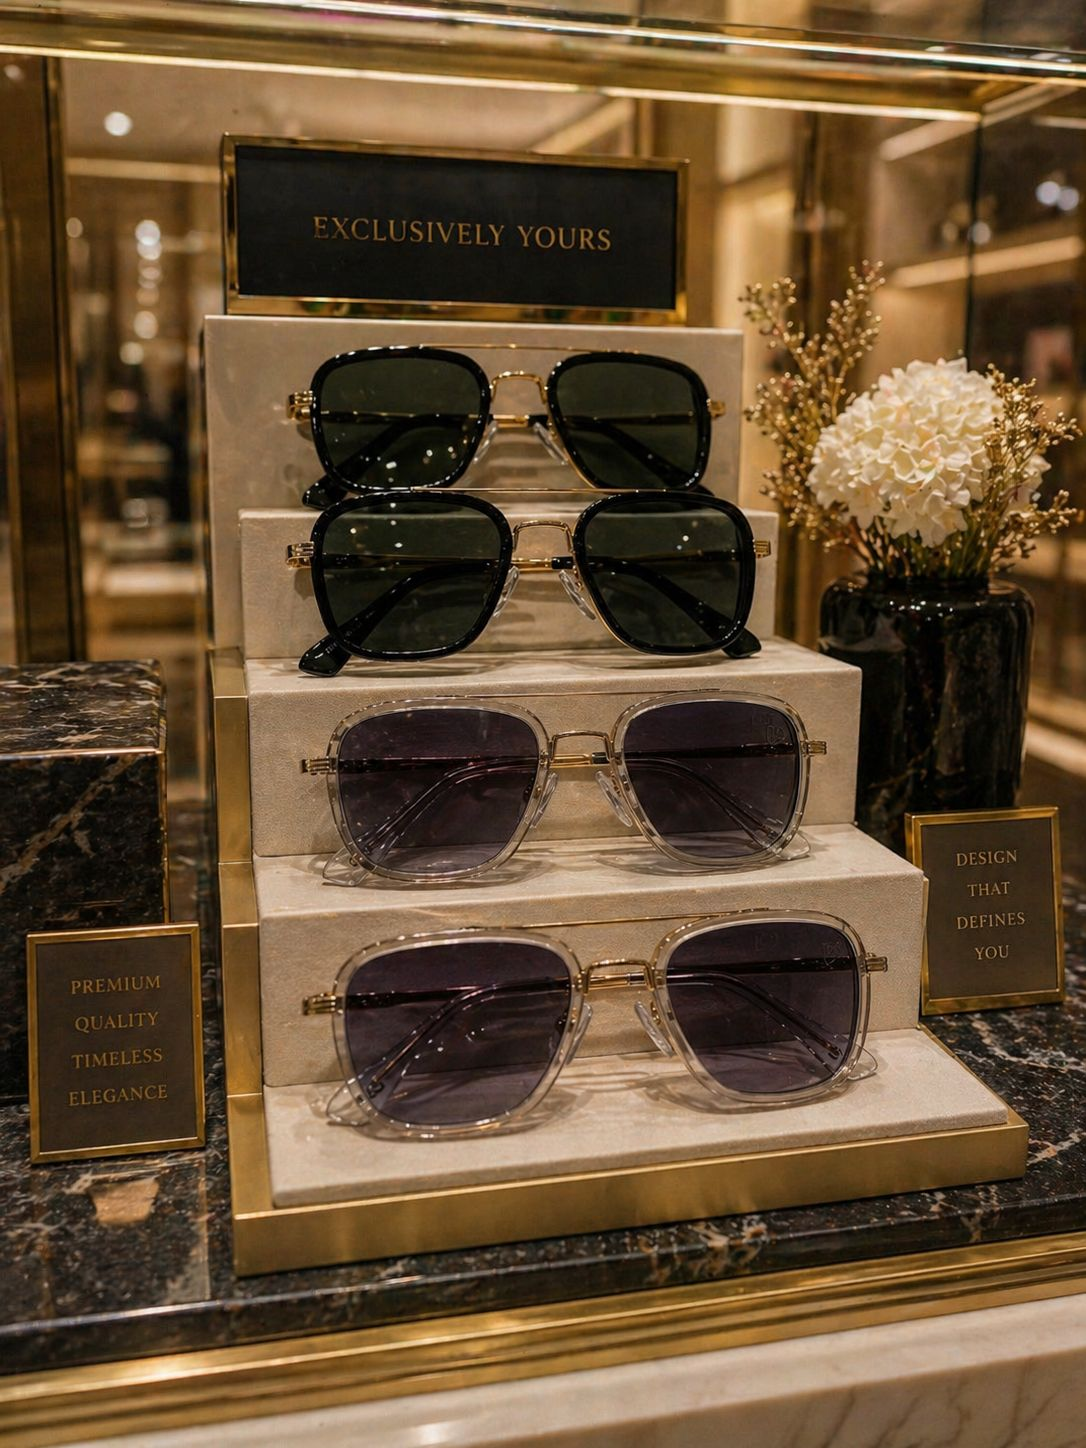 EXCLUSIVELY YOURS
PREMIUM
QUALITY
TIMELESS
ELEGANCE
DESIGN
THAT
DEFINES
YOU